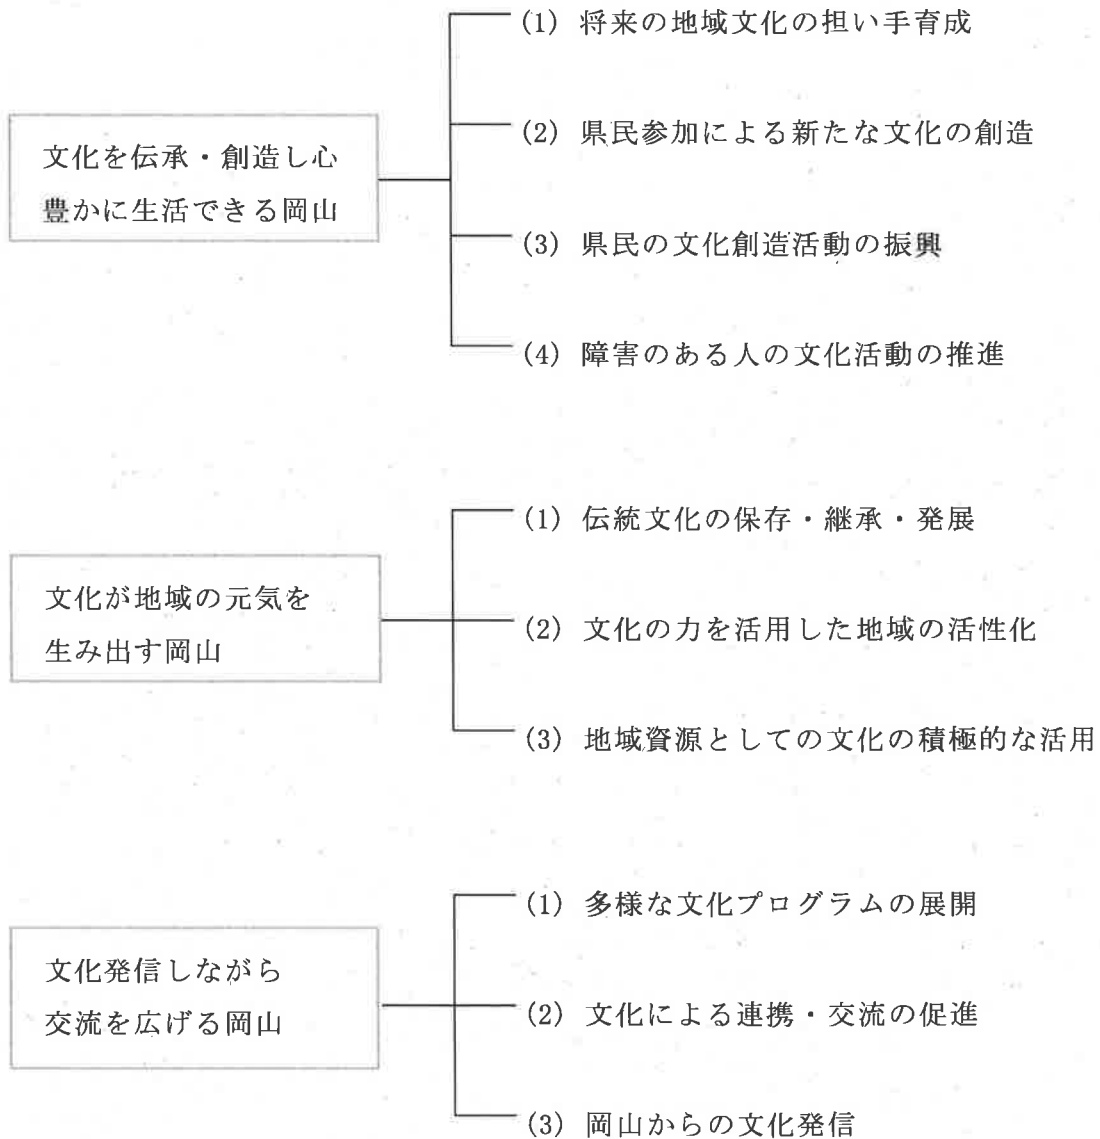 (1) 将来の地域文化の担い手育成
(2) 県民参加による新たな文化の創造
文化を伝承・創造し心
豊かに生活できる岡山
(3) 県民の文化創造活動の振興
(4) 障害のある人の文化活動の推進
(1) 伝統文化の保存・継承・発展
文化が地域の元気を
生み出す岡山
(2) 文化の力を活用した地域の活性化
(3) 地域資源としての文化の積極的な活用
(1) 多様な文化プログラムの展開
文化発信しながら
交流を広げる岡山
(2) 文化による連携・交流の促進
(3) 岡山からの文化発信